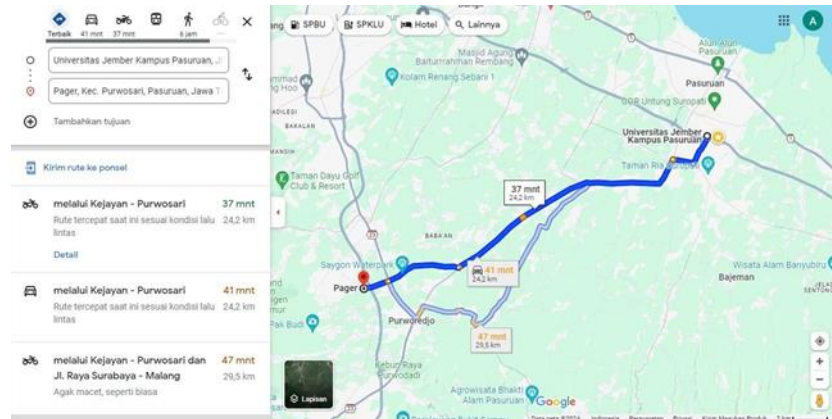 Terbaik
41 mnt
37 mnt
6 jam
Universitas Jember Kampus Pasuruan, J
Pager, Kec. Purwosari, Pasuruan, Jawa T
Tambahkan tujuan
Kirim rute ke ponsel
melalui Kejayan - Purwosari
37 mnt
Rute tercepat saat ini sesuai kondisi lalu
24,2 km
lintas
Detail
melalui Kejayan - Purwosari
41 mnt
Rute tercepat saat ini sesuai kondisi lalu
24,2 km
lintas
melalui Kejayan - Purwosari dan
47 mnt
Jl. Raya Surabaya - Malang
29,5 km
Agak macet, seperti biasa
SPBU
SPKLU
Hotel
Lainnya
A
Masjid Agung
Baiturrahman Rembang
Kolam Renang Sebani 1
Alun-Alun
Pasuruan
Pasuruan
GOR Untung Suropati
Universitas Jember
Kampus Pasuruan
Taman Dayu Golf
Club & Resort
37 mnt
24,2 km
Saygon Waterpark
41 mnt
24,2 km
Wisata Alam Banyubiru
Bajeman
Pager
Purworedjo
47 mnt
29,5 km
Pak Budi
Kebun Raya
Purwodadi
Agrowisata Bhakti
Alam Pasuruan
Lapisan
Google